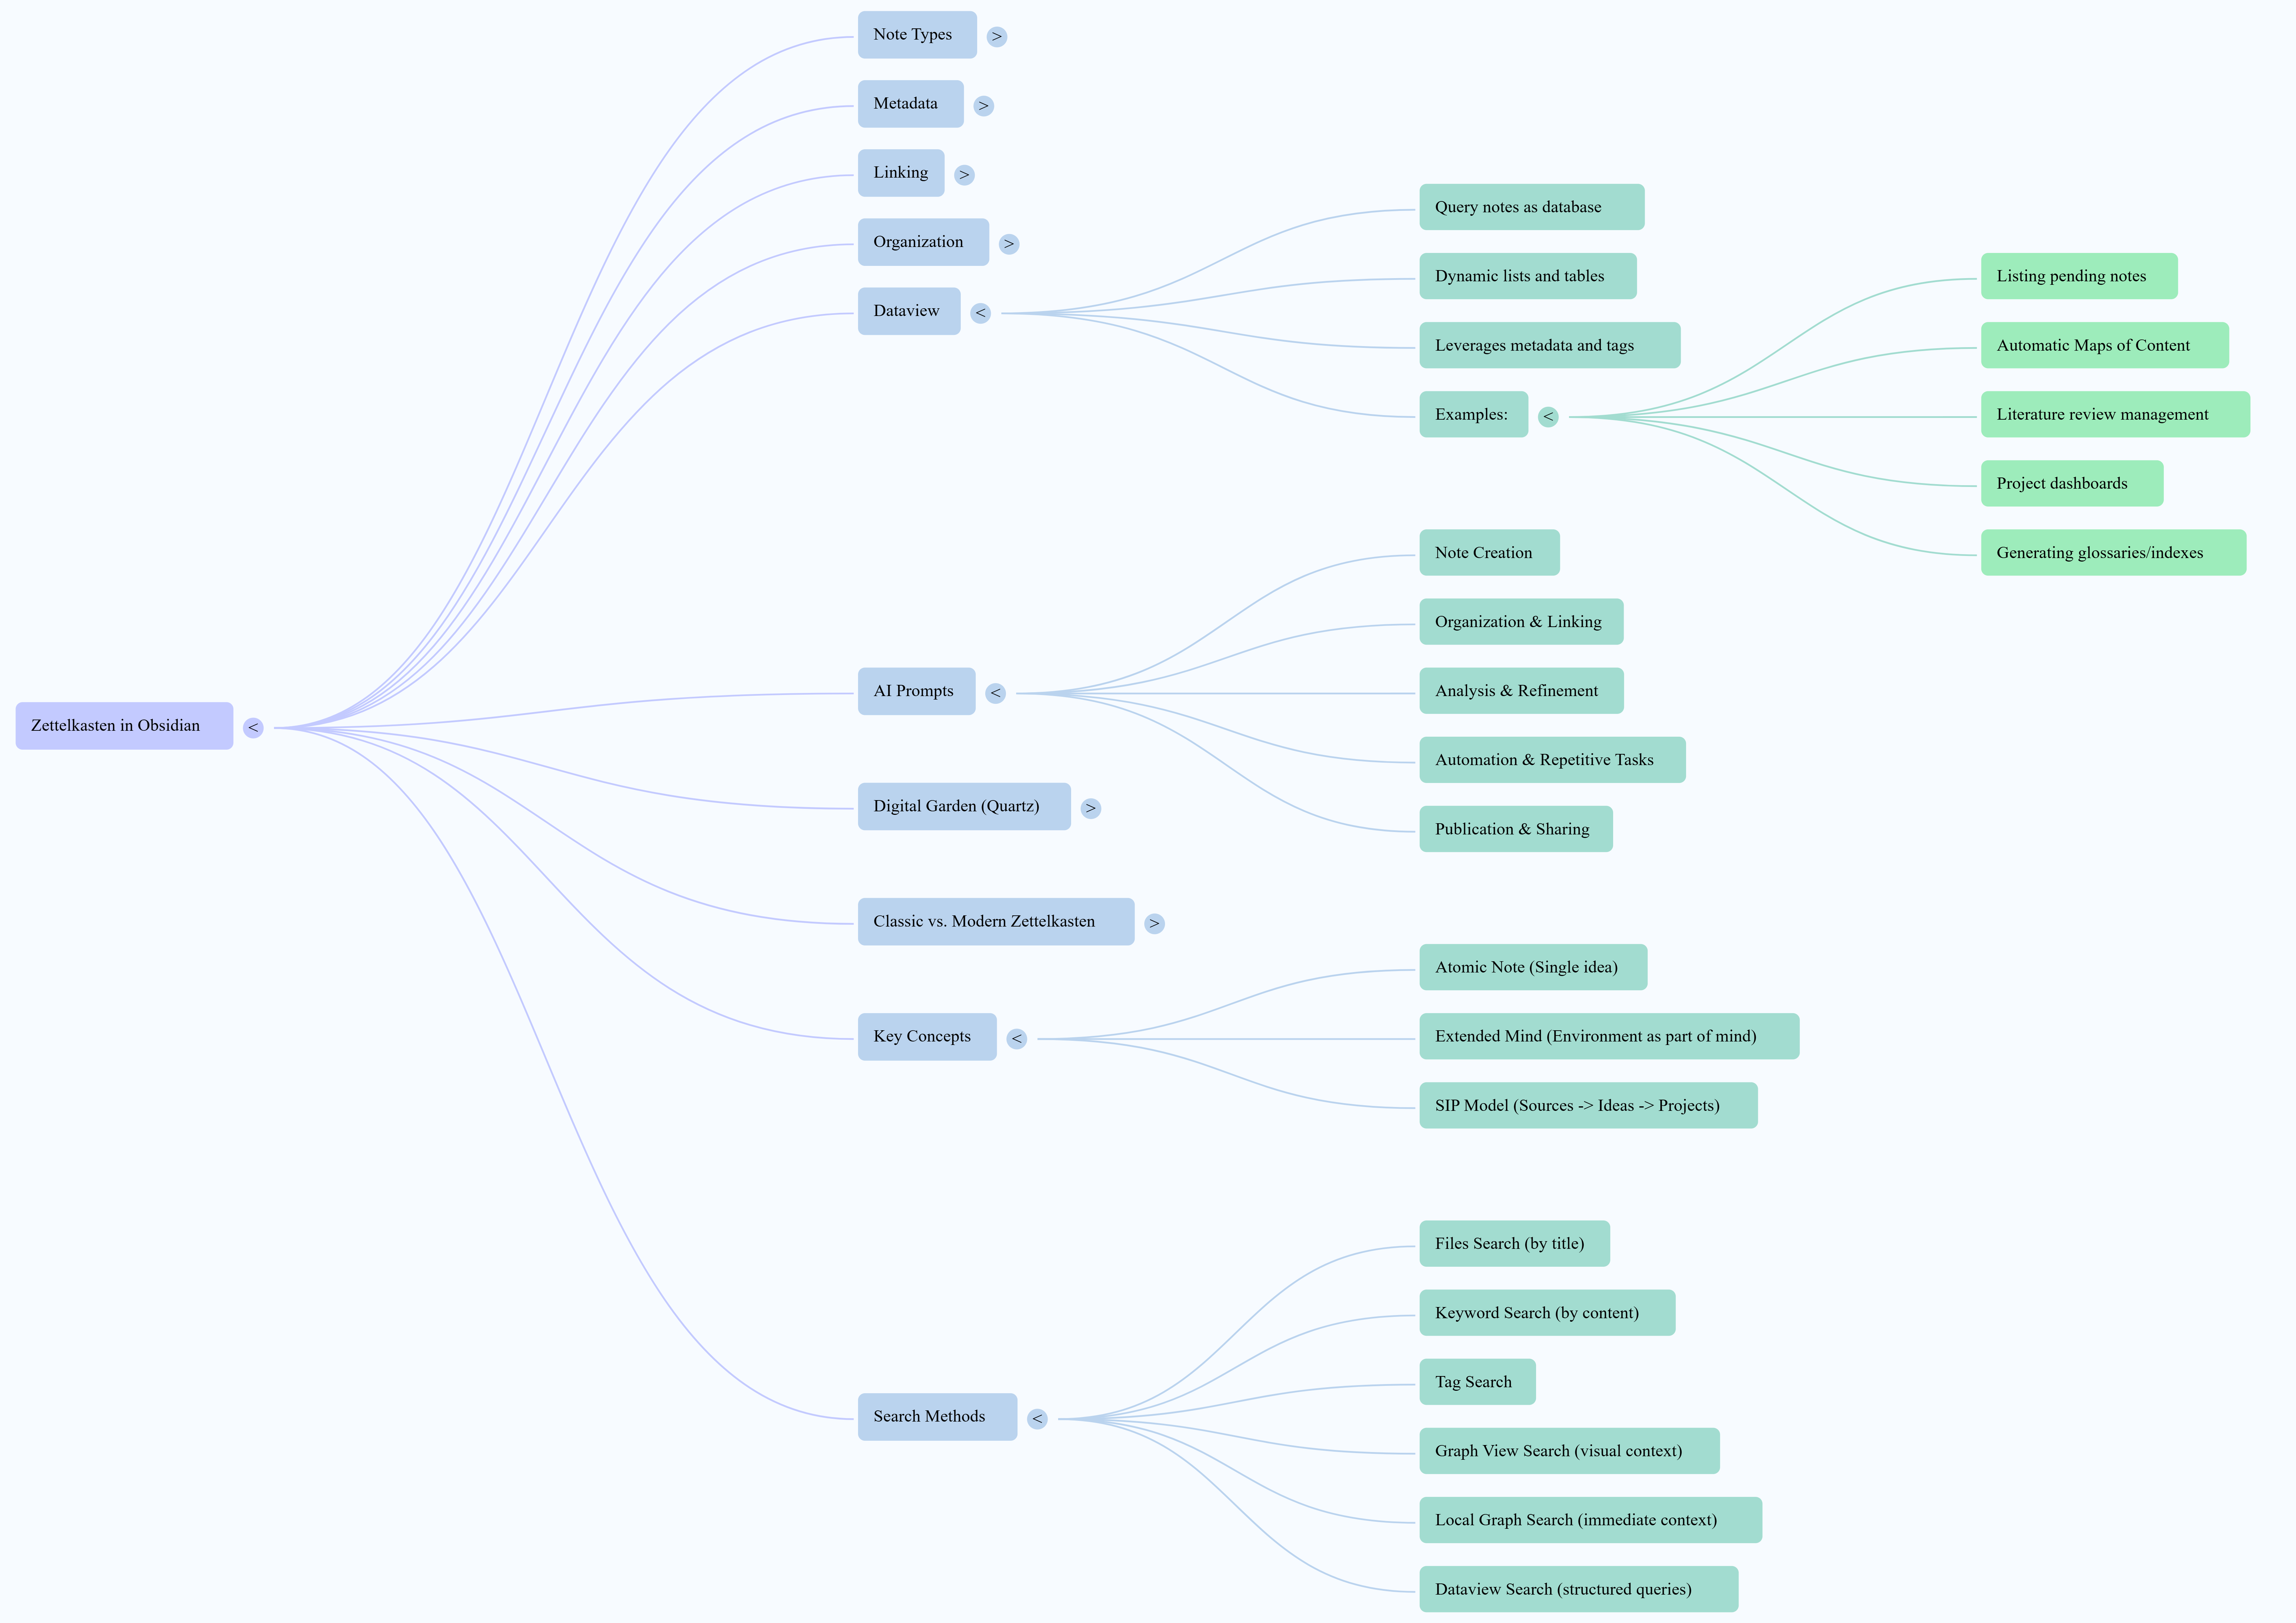 Zettelkasten in Obsidian <
Note Types >
Metadata >
Linking >
Organization >
Dataview <
Query notes as database
Dynamic lists and tables
Leverages metadata and tags
Examples: <
Listing pending notes
Automatic Maps of Content
Literature review management
Project dashboards
Generating glossaries/indexes
AI Prompts <
Note Creation
Organization & Linking
Analysis & Refinement
Automation & Repetitive Tasks
Publication & Sharing
Digital Garden (Quartz) >
Classic vs. Modern Zettelkasten >
Key Concepts <
Atomic Note (Single idea)
Extended Mind (Environment as part of mind)
SIP Model (Sources -> Ideas -> Projects)
Search Methods <
Files Search (by title)
Keyword Search (by content)
Tag Search
Graph View Search (visual context)
Local Graph Search (immediate context)
Dataview Search (structured queries)